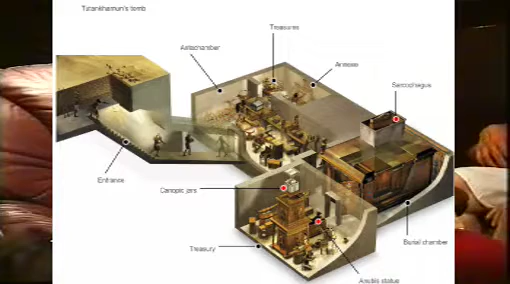 Tutankhamun's tomb
Treasures
Antechamber
Annexe
Sarcophagus
Entrance
Canopic jars
Treasury
Burial chamber
Anubis statue